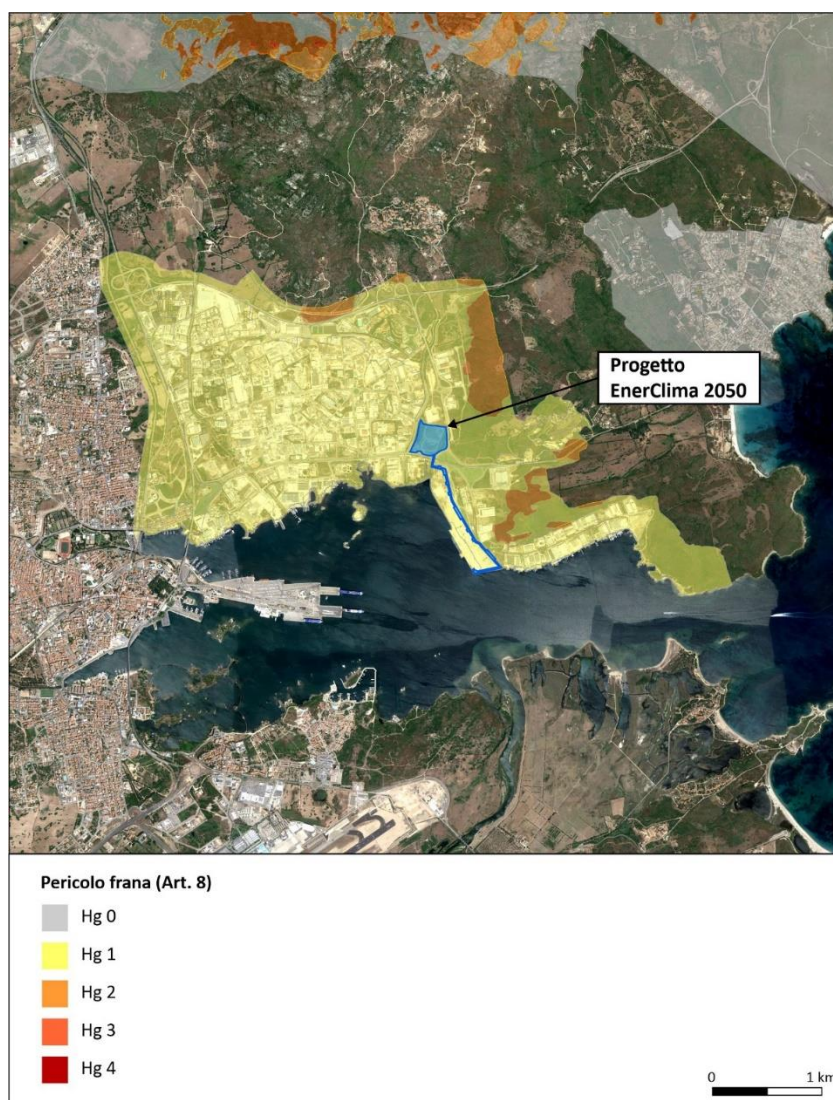 Progetto
EnerClima 2050
Pericolo frana (Art. 8)
Hg 0
Hg 1
Hg 2
Hg 3
Hg 4
0 1 km